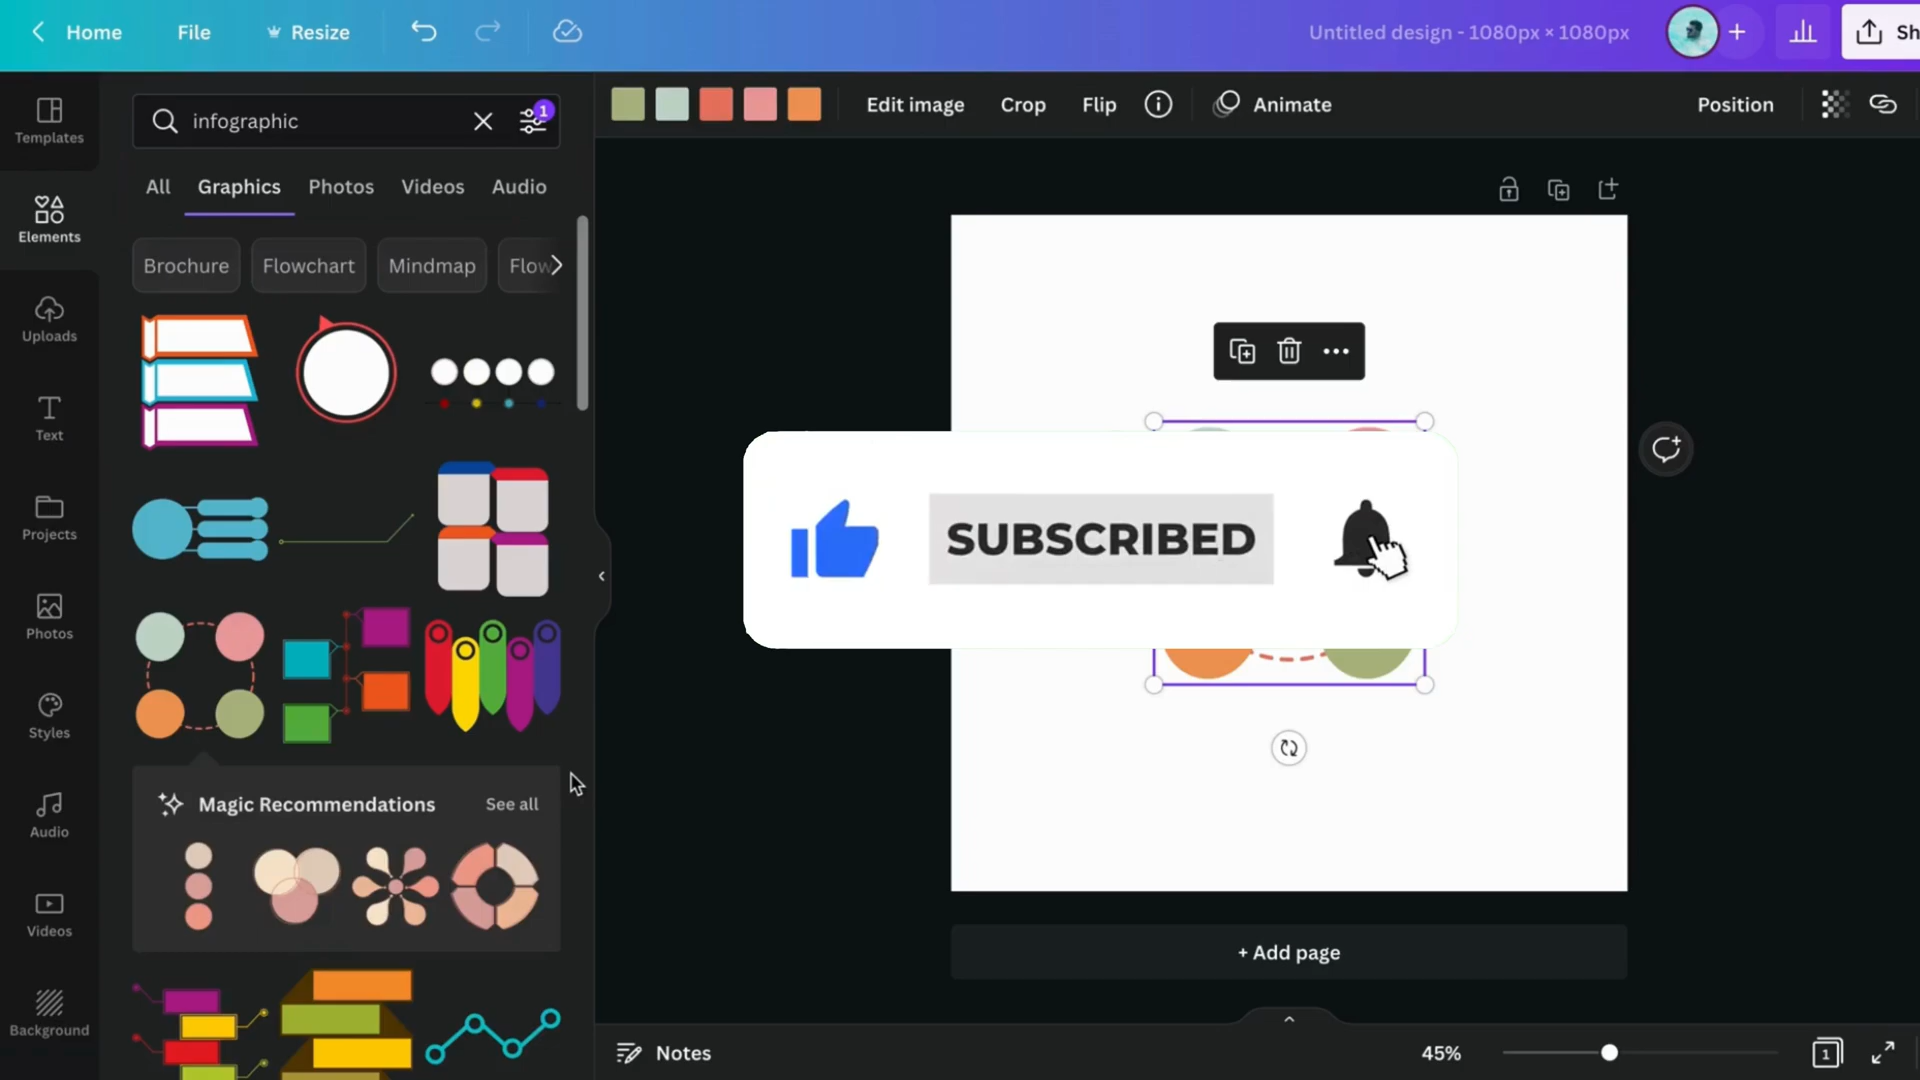 Home
File
Resize
Untitled design - 1080px × 1080px
Sh
Templates
Elements
Uploads
Text
Projects
Photos
Styles
Audio
Videos
Background
infographic
1
All
Graphics
Photos
Videos
Audio
Brochure
Flowchart
Mindmap
Flow
Magic Recommendations
See all
Edit image
Crop
Flip
Animate
Position
SUBSCRIBED
+ Add page
Notes
45%
1